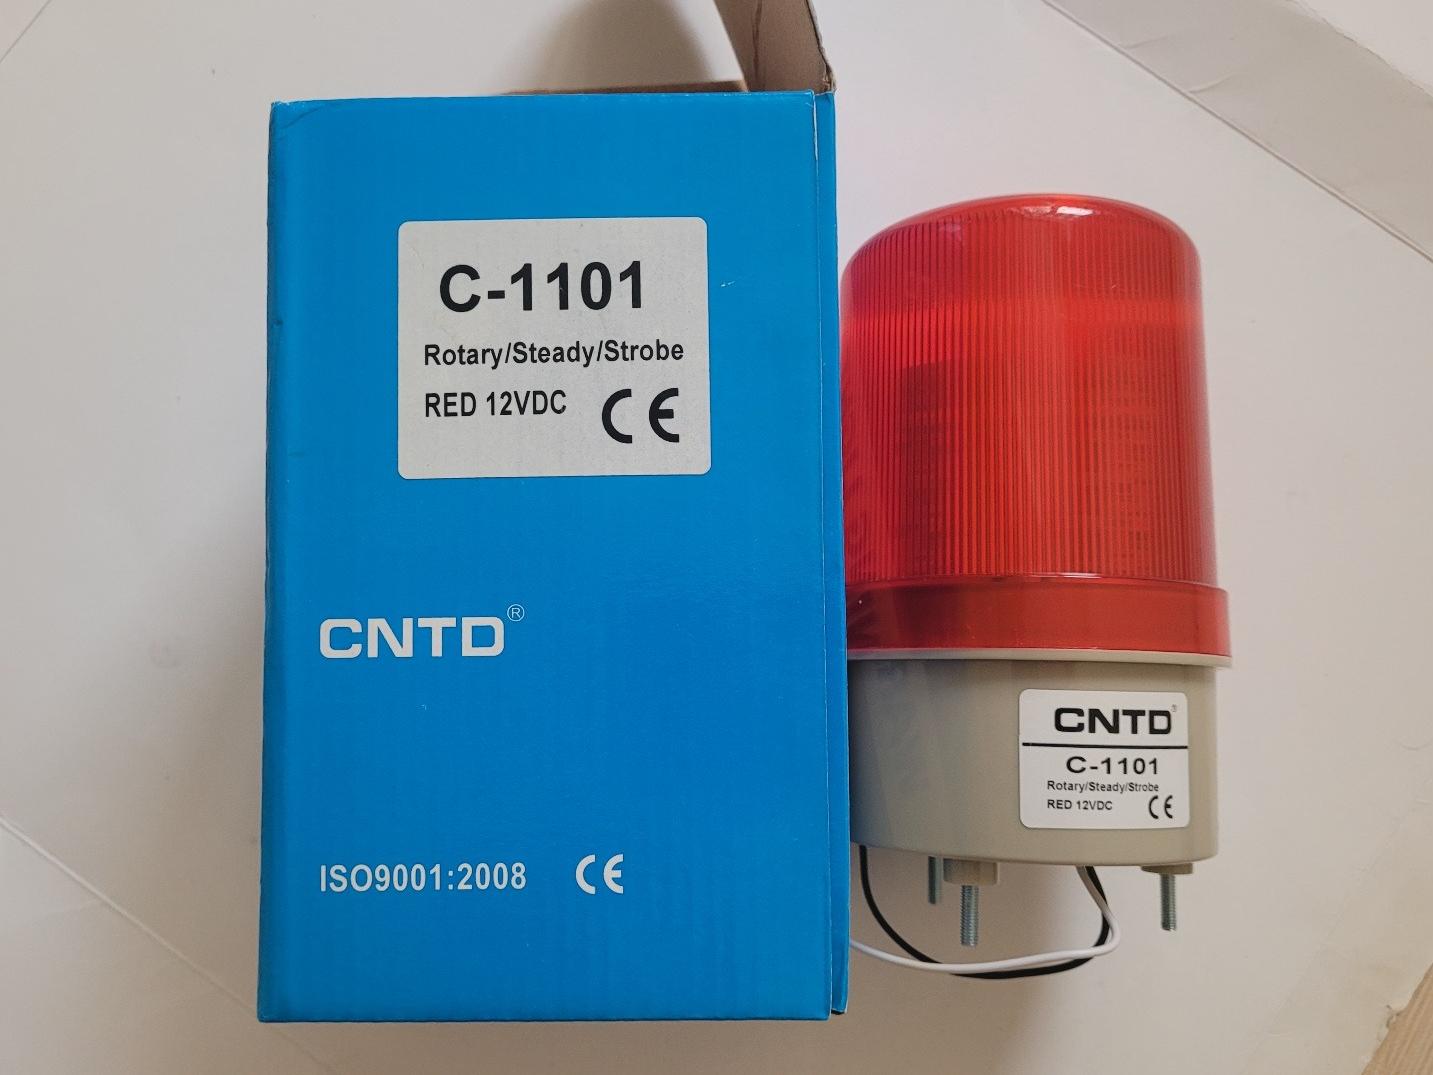 C-1101
Rotary/Steady/Strobe
RED 12VDC CE
CNTD®
ISO9001:2008 CE
CNTD®
C-1101
Rotary/Steady/Strobe
RED 12VDC CE